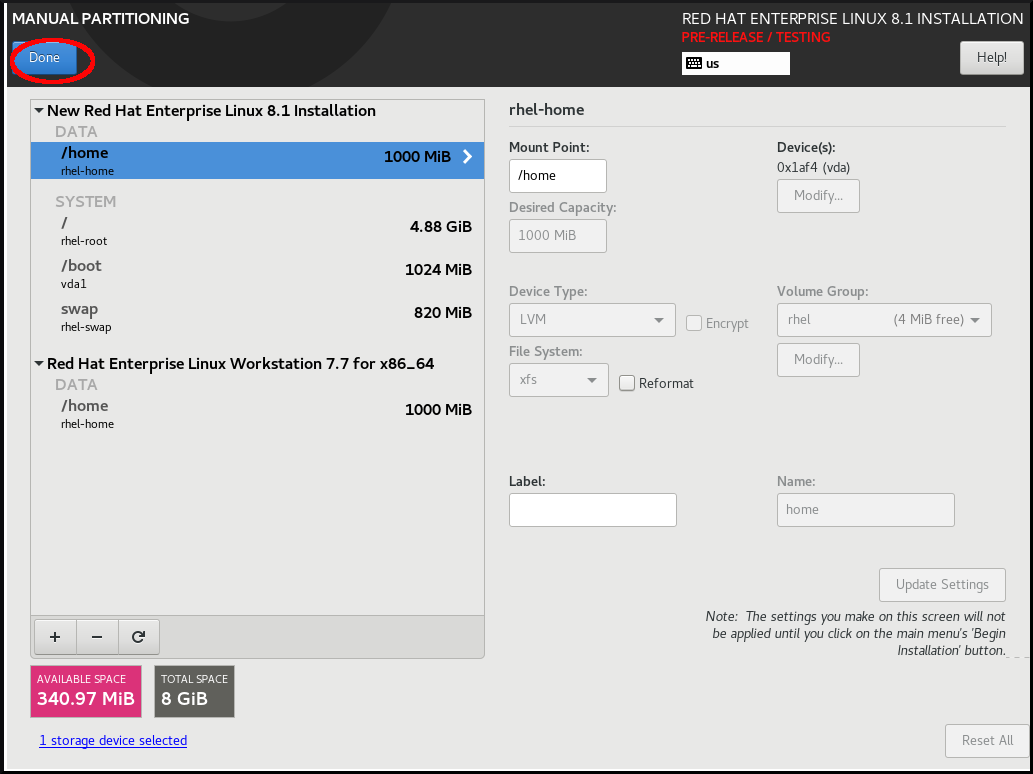 MANUAL PARTITIONING
RED HAT ENTERPRISE LINUX 8.1 INSTALLATION
PRE-RELEASE / TESTING
Done
us
Help!
New Red Hat Enterprise Linux 8.1 Installation
DATA
/home
1000 MiB
rhel-home
SYSTEM
/
4.88 GiB
rhel-root
/boot
1024 MiB
vda1
swap
820 MiB
rhel-swap
Red Hat Enterprise Linux Workstation 7.7 for x86_64
DATA
/home
1000 MiB
rhel-home
+ −
AVAILABLE SPACE
340.97 MiB
TOTAL SPACE
8 GiB
1 storage device selected
rhel-home
Mount Point:
/home
Device(s):
0x1af4 (vda)
Modify...
Desired Capacity:
1000 MiB
Device Type:
LVM
Encrypt
Volume Group:
rhel (4 MiB free)
Modify...
File System:
xfs
Reformat
Label:
Name:
home
Update Settings
Note: The settings you make on this screen will not
be applied until you click on the main menu's 'Begin
Installation' button.
Reset All